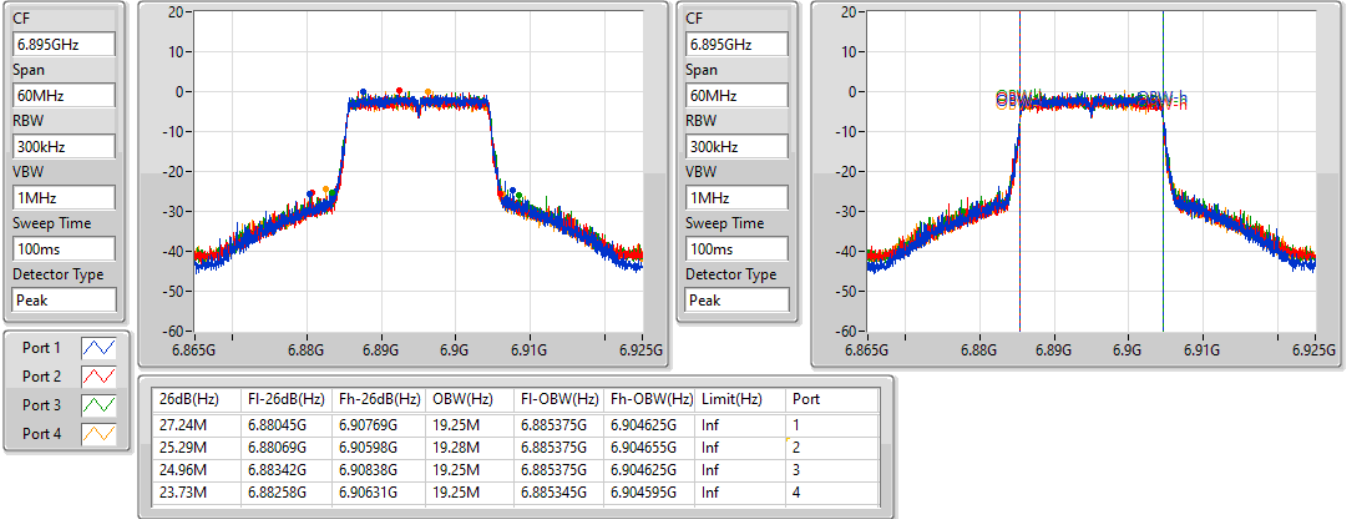 CF
6.895GHz
Span
60MHz
RBW
300kHz
VBW
1MHz
Sweep Time
100ms
Detector Type
Peak
20
10
0
-10
-20
-30
-40
-50
-60
6.865G 6.88G 6.89G 6.9G 6.91G 6.925G
CF
6.895GHz
Span
60MHz
RBW
300kHz
VBW
1MHz
Sweep Time
100ms
Detector Type
Peak
20
10
0
-10
-20
-30
-40
-50
-60
OBW-h
6.865G 6.88G 6.89G 6.9G 6.91G 6.925G
Port 1
Port 2
Port 3
Port 4
26dB(Hz) Fl-26dB(Hz) Fh-26dB(Hz) OBW(Hz) Fl-OBW(Hz) Fh-OBW(Hz) Limit(Hz) Port
27.24M 6.88045G 6.90769G 19.25M 6.885375G 6.904625G Inf 1
25.29M 6.88069G 6.90598G 19.28M 6.885375G 6.904655G Inf 2
24.96M 6.88342G 6.90838G 19.25M 6.885375G 6.904625G Inf 3
23.73M 6.88258G 6.90631G 19.25M 6.885345G 6.904595G Inf 4